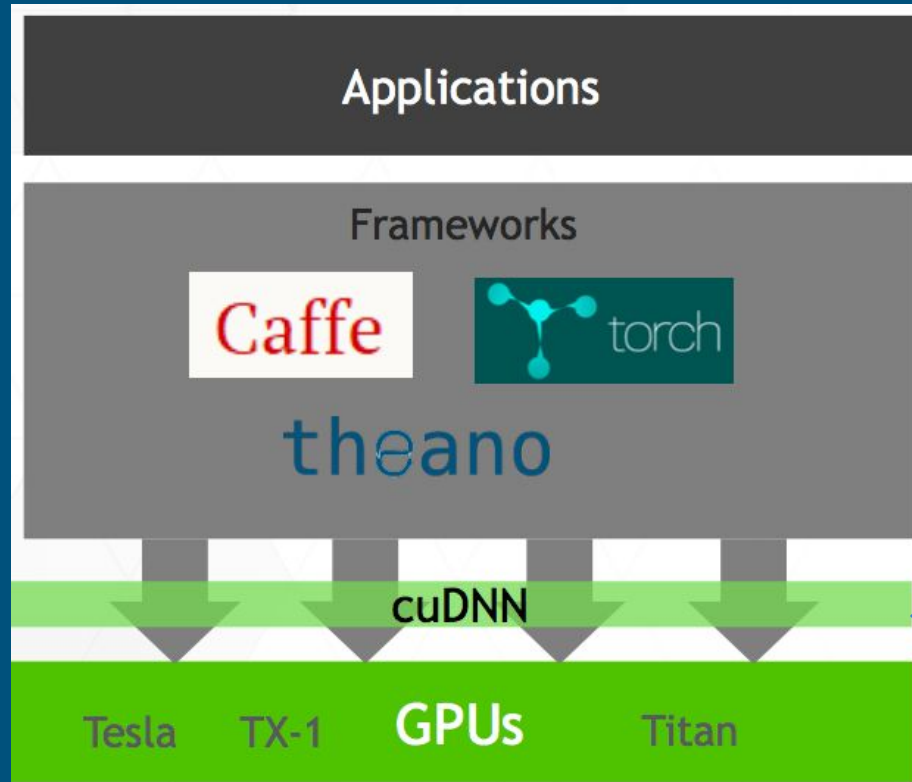 Applications
Frameworks
Caffe torch
theano
cuDNN
Tesla TX-1 GPUs Titan